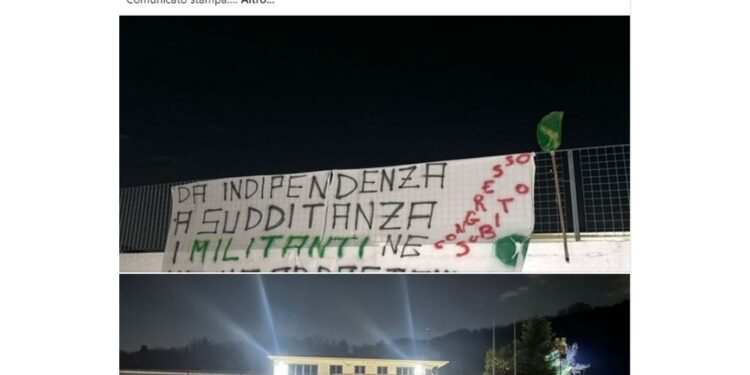 Comunicato stampa.... Altro...
DA INDIPENDENZA
A SUDDITANZA
I MILITANTI NE
CONGRESSO
SUBITO